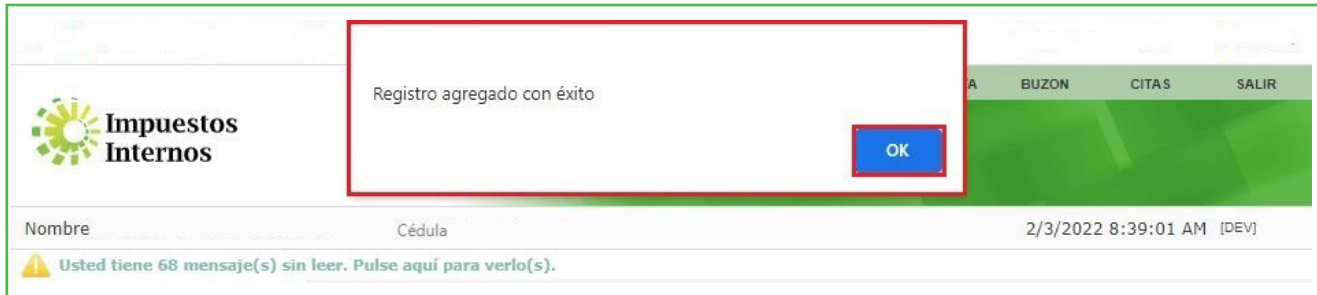 Registro agregado con éxito
OK
A BUZON CITAS SALIR
Impuestos
Internos
Nombre Cédula 2/3/2022 8:39:01 AM [DEV]
Usted tiene 68 mensaje(s) sin leer. Pulse aquí para verlo(s).